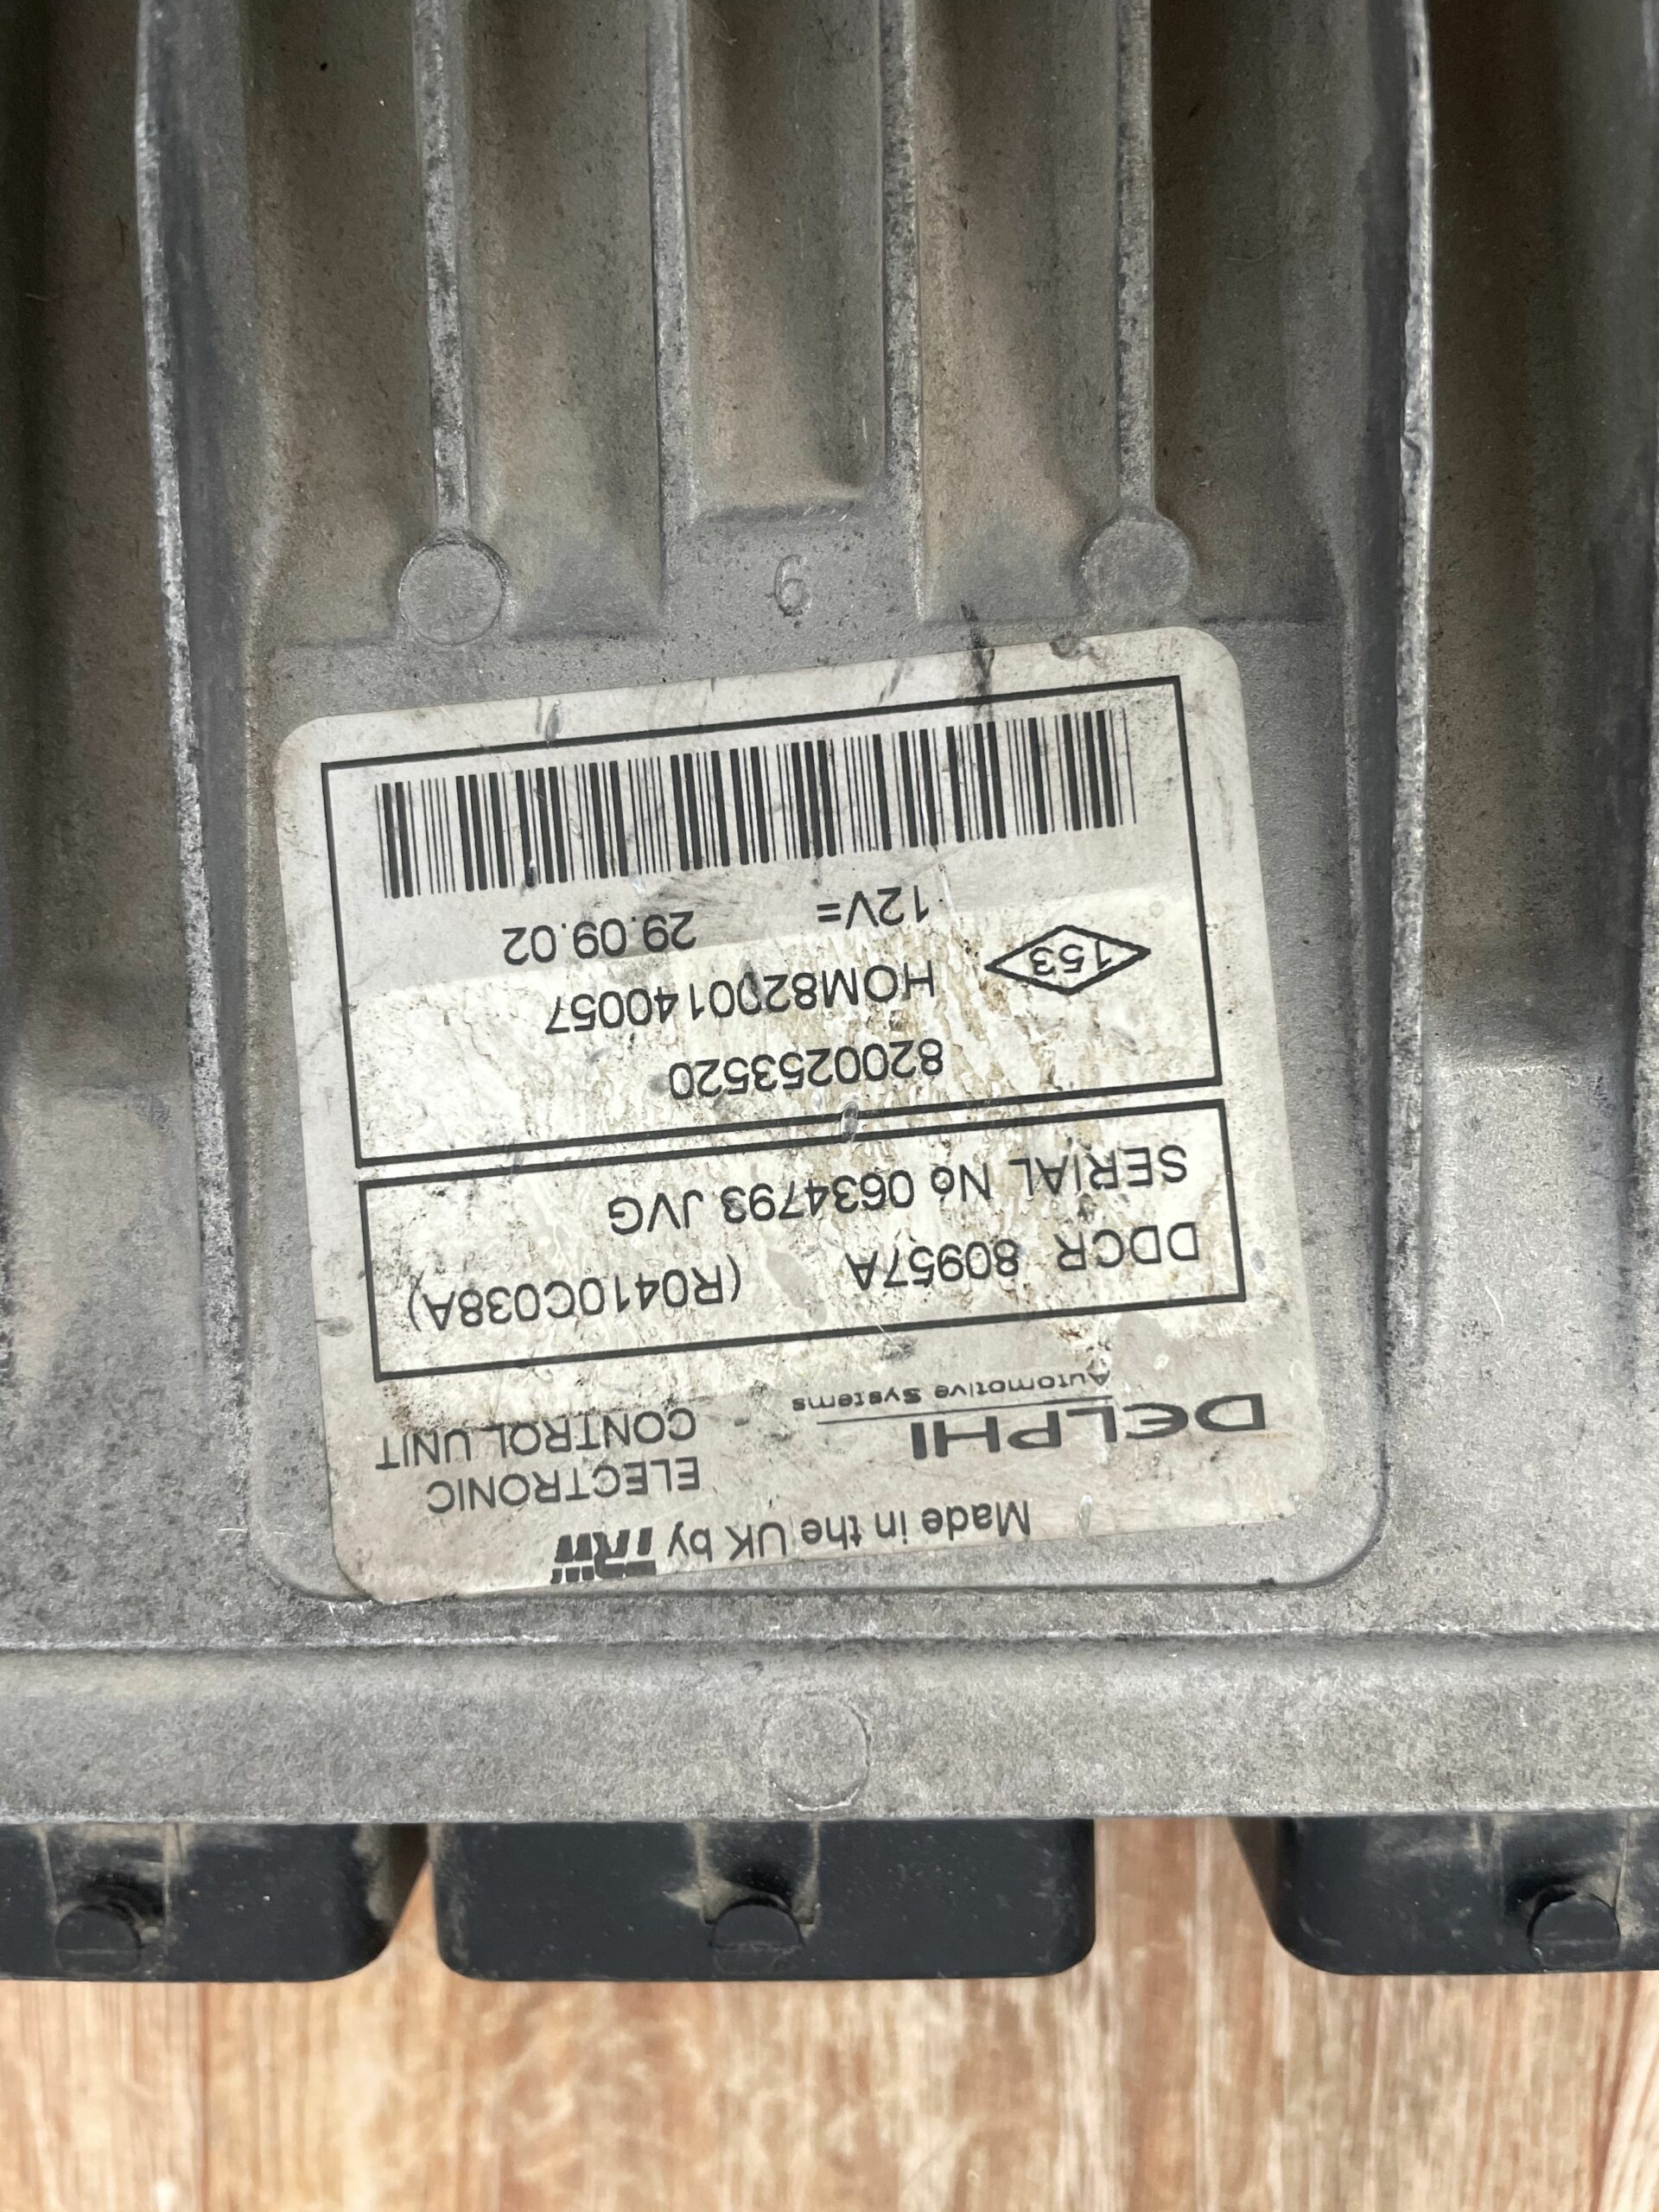 Made in the UK by TRW
DELPHI
Automotive Systems
ELECTRONIC
CONTROL UNIT
DDCR 80957A (R0410C038A)
SERIAL No 0634793 JVG
8200253520
HOM8200140057
153
12V= 29.09.02
6